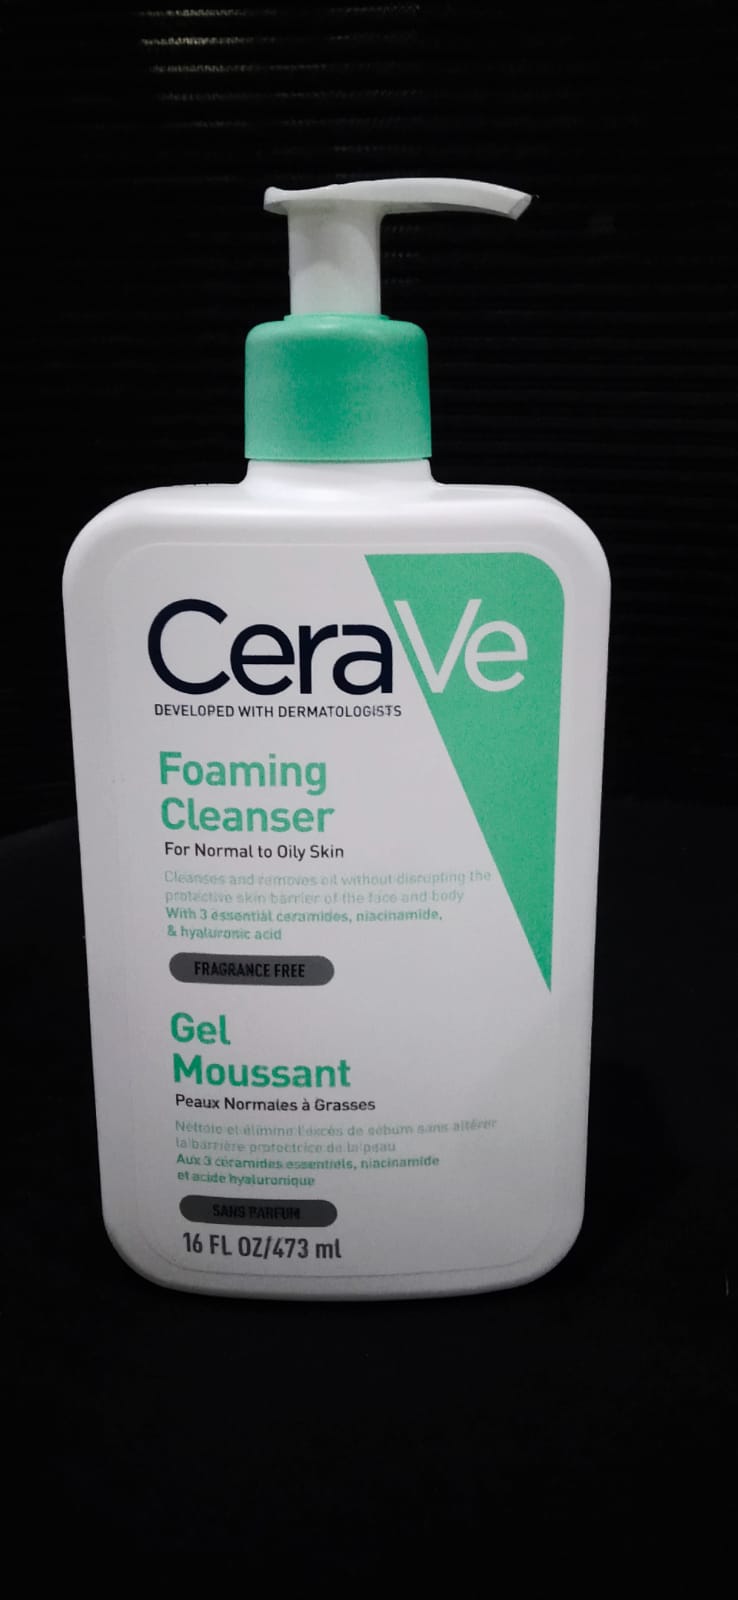 CeraVe
DEVELOPED WITH DERMATOLOGISTS
Foaming
Cleanser
For Normal to Oily Skin
Cleanses and removes oil without disrupting the
protective skin barrier of the face and body
With 3 essential ceramides, niacinamide,
& hyaluronic acid
FRAGRANCE FREE
Gel
Moussant
Peaux Normales à Grasses
Nettoie et élimine l'excès de sébum sans altérer
la barrière protectrice de la peau
Aux 3 céramides essentiels, niacinamide
et acide hyaluronique
SANS PARFUM
16 FL OZ/473 ml